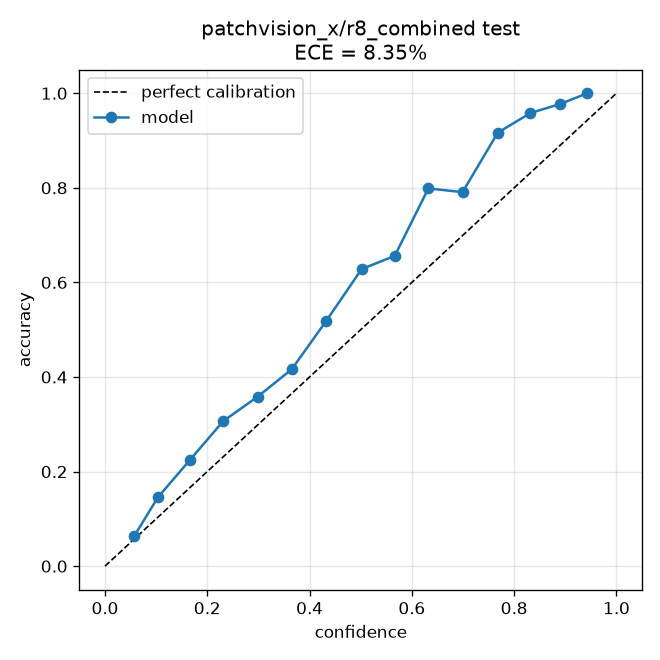 patchvision_x/r8_combined test
ECE = 8.35%
perfect calibration
model
1.0
0.8
0.6
0.4
0.2
0.0
accuracy
0.0 0.2 0.4 0.6 0.8 1.0
confidence